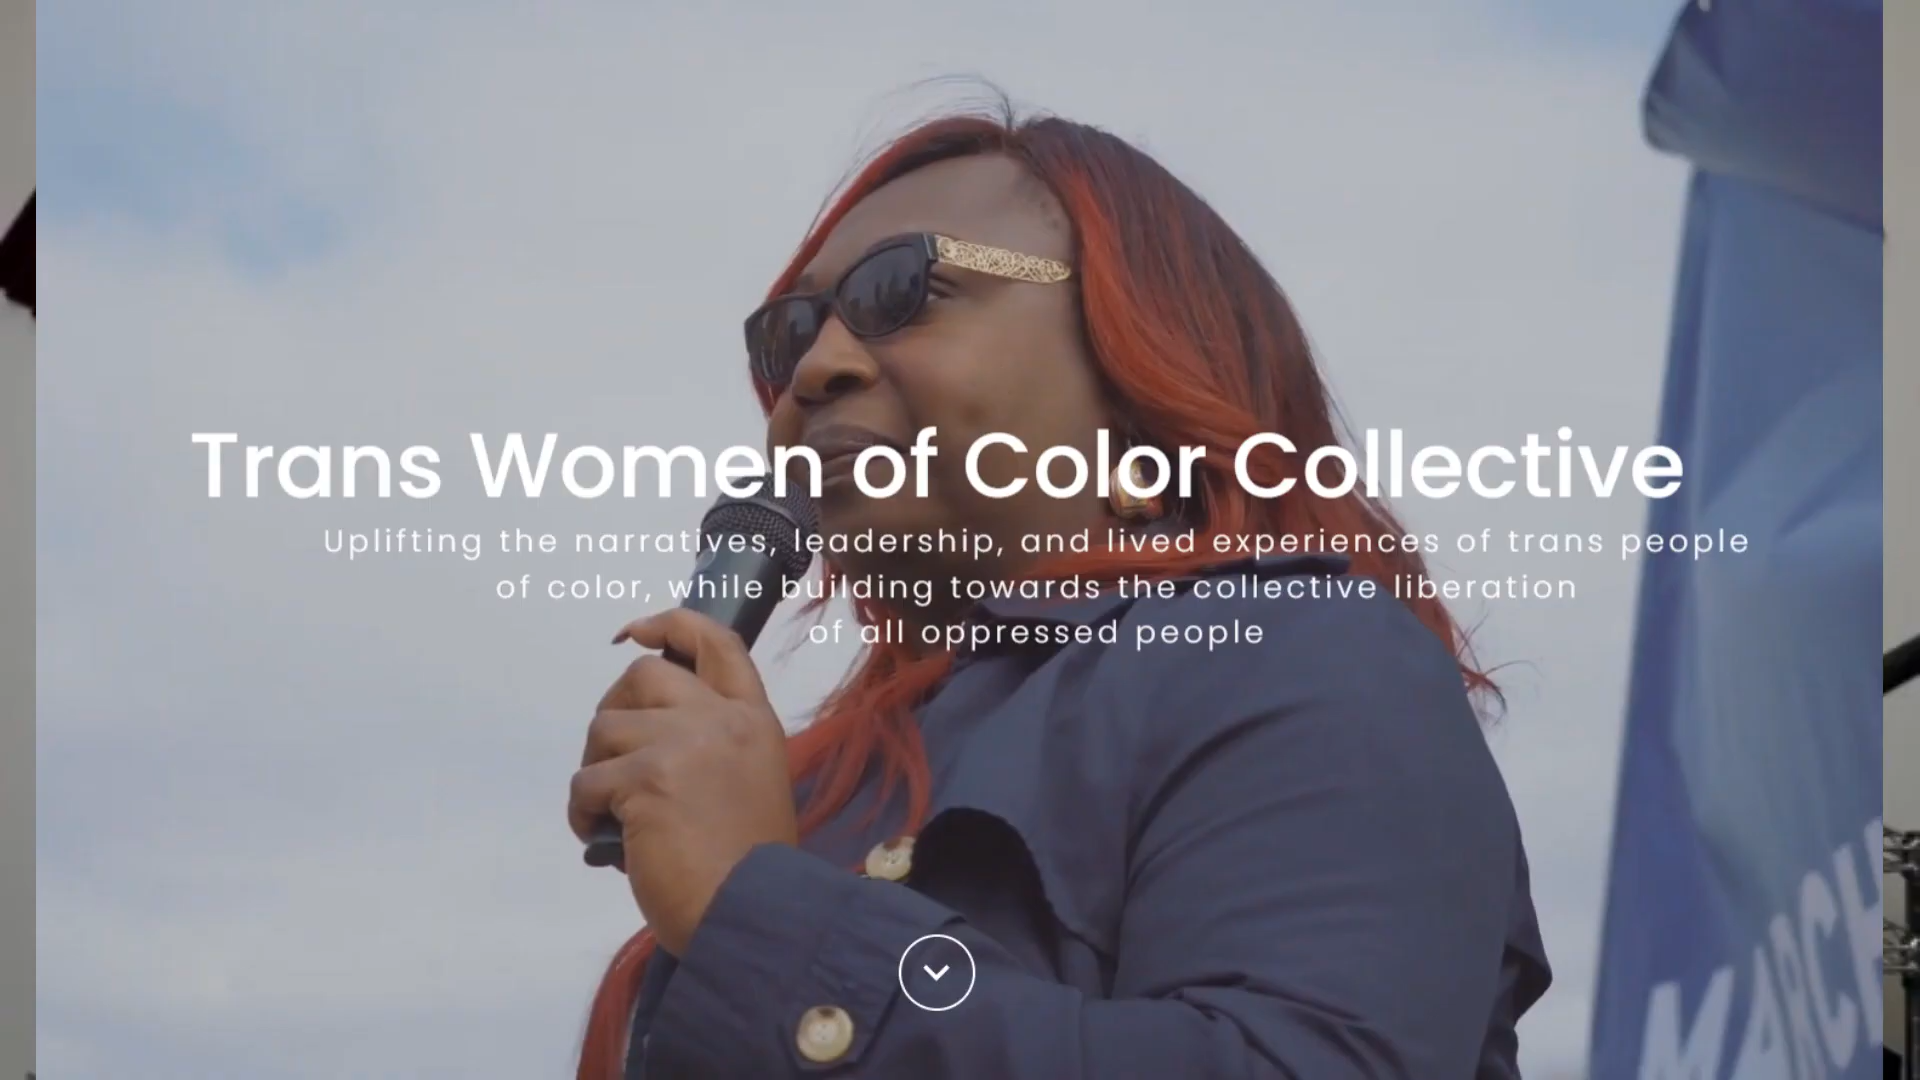 Trans Women of Color Collective
Uplifting the narratives, leadership, and lived experiences of trans people
of color, while building towards the collective liberation
of all oppressed people
MARCH